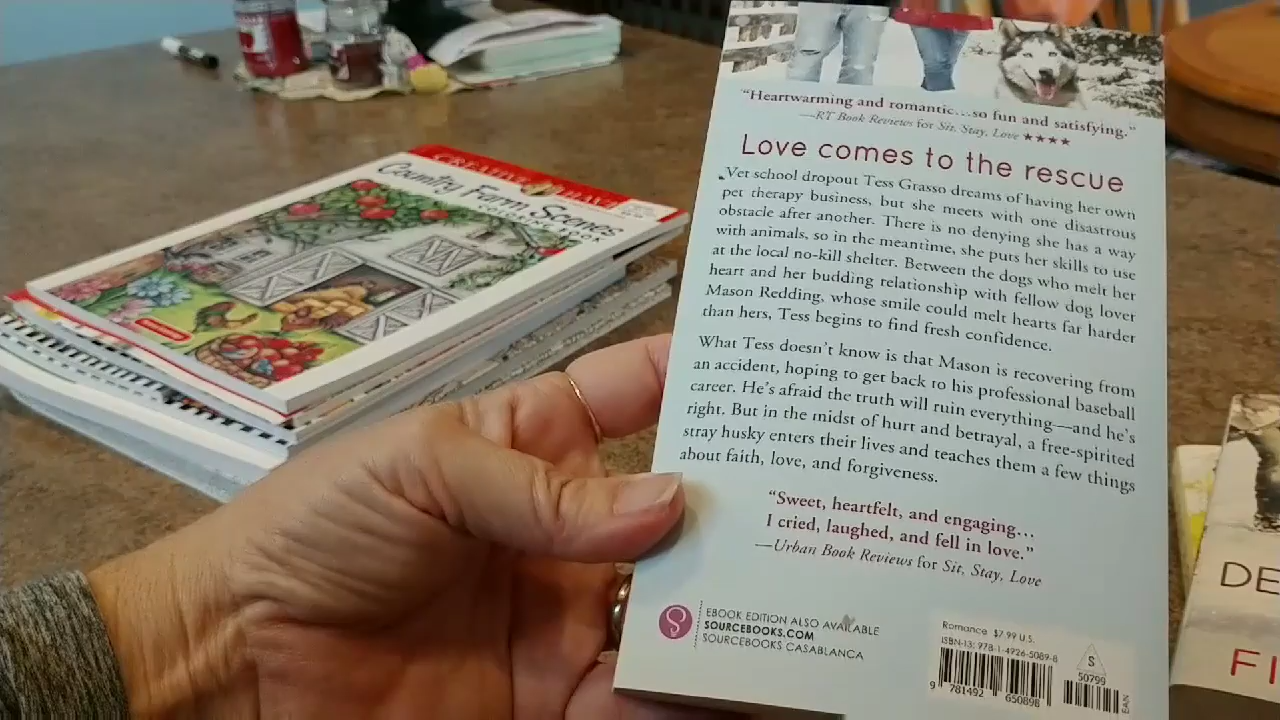 CREATIVE HAVEN
Country Farm Scenes
"Heartwarming and romantic...so fun and satisfying."
—RT Book Reviews for Sit, Stay, Love ★★★★
Love comes to the rescue
Vet school dropout Tess Grasso dreams of having her own
pet therapy business, but she meets with one disastrous
obstacle after another. There is no denying she has a way
with animals, so in the meantime, she puts her skills to use
at the local no-kill shelter. Between the dogs who melt her
heart and her budding relationship with fellow dog lover
Mason Redding, whose smile could melt hearts far harder
than hers, Tess begins to find fresh confidence.
What Tess doesn't know is that Mason is recovering from
an accident, hoping to get back to his professional baseball
career. He's afraid the truth will ruin everything—and he's
right. But in the midst of hurt and betrayal, a free-spirited
stray husky enters their lives and teaches them a few things
about faith, love, and forgiveness.
"Sweet, heartfelt, and engaging...
I cried, laughed, and fell in love."
—Urban Book Reviews for Sit, Stay, Love
EBOOK EDITION ALSO AVAILABLE
SOURCEBOOKS.COM
SOURCEBOOKS CASABLANCA
Romance $7.99 U.S.
ISBN-13: 978-1-4926-5089-8
9 781492 650898
S
50799
EAN
DE
FI